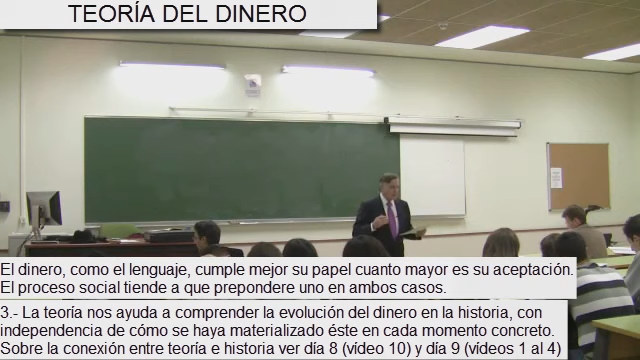 TEORÍA DEL DINERO
El dinero, como el lenguaje, cumple mejor su papel cuanto mayor es su aceptación.
El proceso social tiende a que prepondere uno en ambos casos.
3.- La teoría nos ayuda a comprender la evolución del dinero en la historia, con
independencia de cómo se haya materializado éste en cada momento concreto.
Sobre la conexión entre teoría e historia ver día 8 (vídeo 10) y día 9 (vídeos 1 al 4)